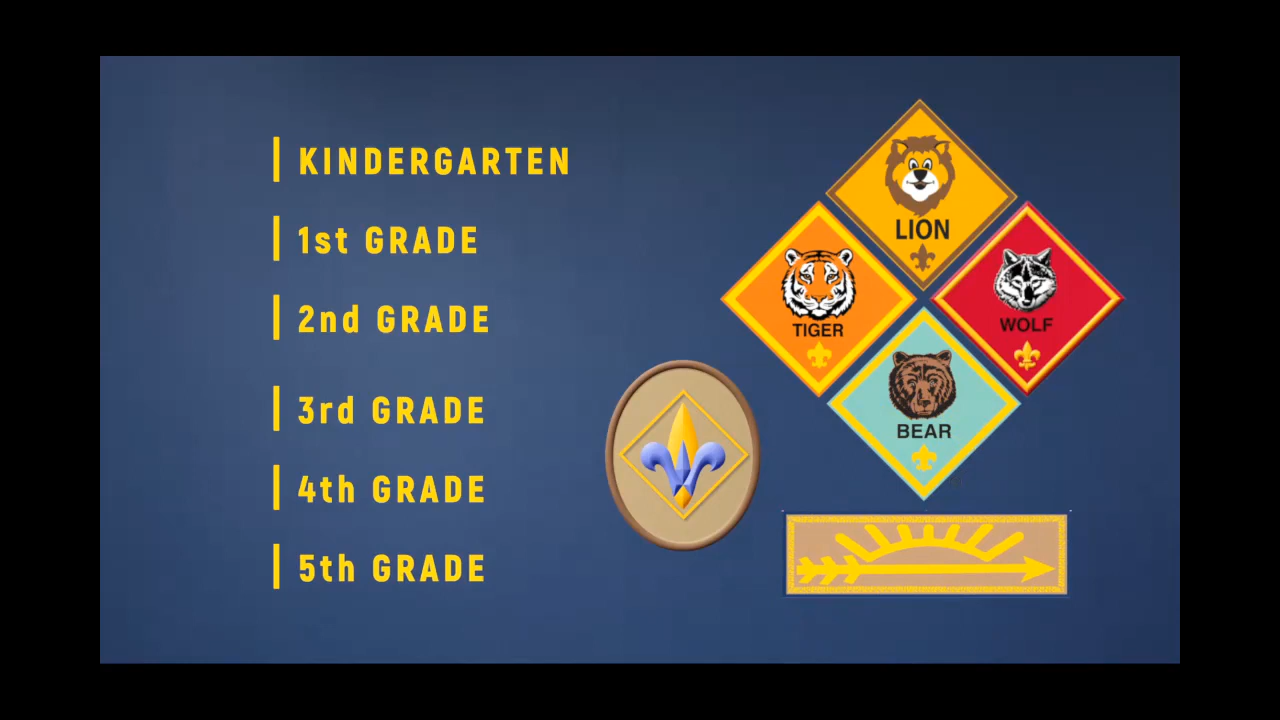 KINDERGARTEN
1st GRADE
2nd GRADE
3rd GRADE
4th GRADE
5th GRADE
LION
TIGER
WOLF
BEAR